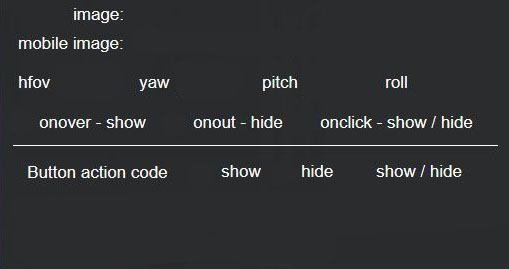 image:
mobile image:
hfov yaw pitch roll
onover - show onout - hide onclick - show / hide
Button action code show hide show / hide